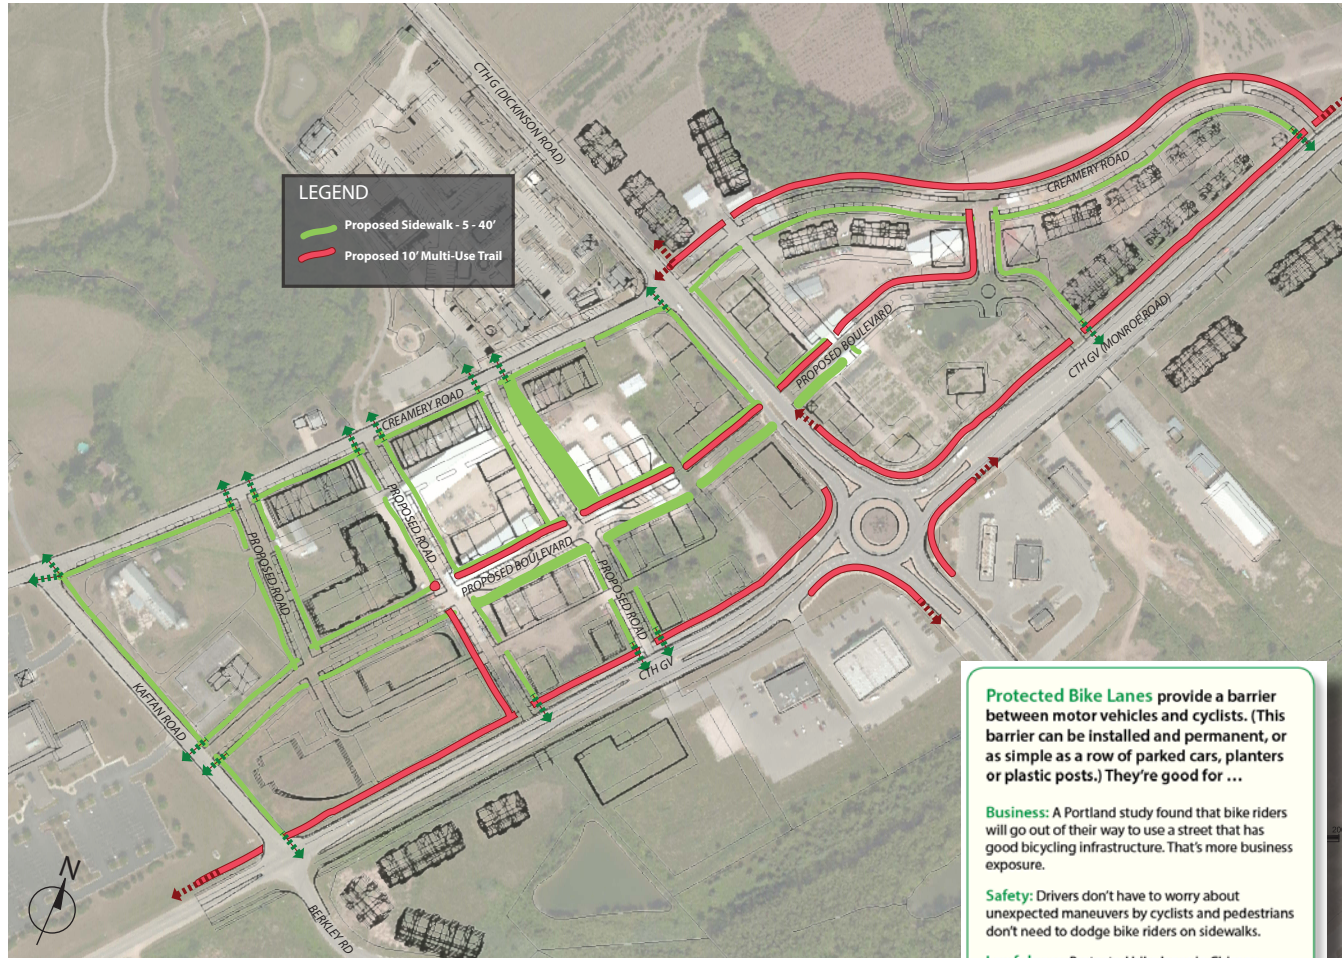 CTH G (DICKINSON ROAD)
LEGEND
Proposed Sidewalk - 5 - 40'
Proposed 10' Multi-Use Trail
CREAMERY ROAD
CTH GV (MONROE ROAD)
PROPOSED BOULEVARD
CREAMERY ROAD
PROPOSED ROAD
PROPOSED BOULEVARD
PROPOSED ROAD
PROPOSED ROAD
CTH GV
KAFTAN ROAD
BERKLEY RD
N
Protected Bike Lanes provide a barrier
between motor vehicles and cyclists. (This
barrier can be installed and permanent, or
as simple as a row of parked cars, planters
or plastic posts.) They're good for ...
Business: A Portland study found that bike riders
will go out of their way to use a street that has
good bicycling infrastructure. That's more business
exposure.
Safety: Drivers don't have to worry about
unexpected maneuvers by cyclists and pedestrians
don't need to dodge bike riders on sidewalks.